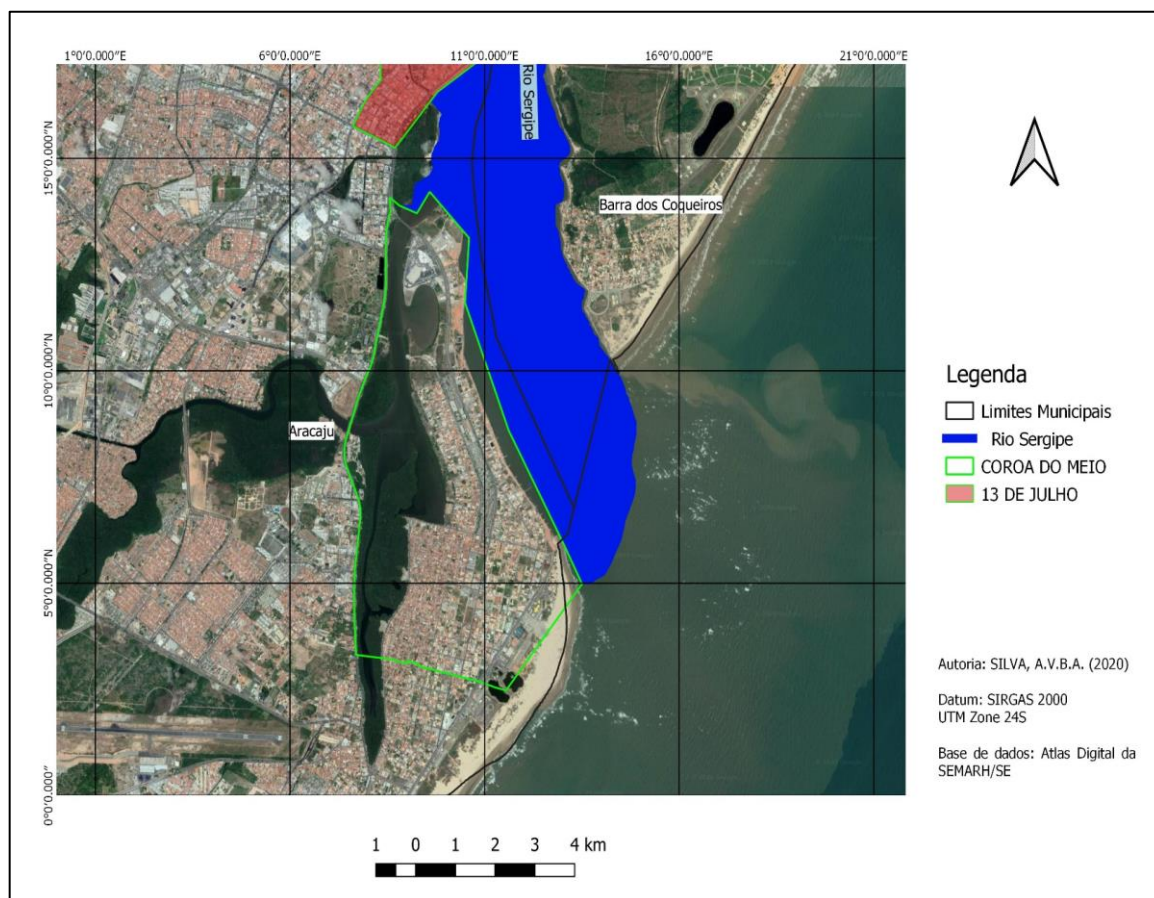 1°0'0.000"E 6°0'0.000"E 11°0'0.000"E 16°0'0.000"E 21°0'0.000"E
15°0'0.000"N
10°0'0.000"N
5°0'0.000"N
0°0'0.000"
Rio Sergipe
Barra dos Coqueiros
Aracaju
Legenda
Limites Municipais
Rio Sergipe
COROA DO MEIO
13 DE JULHO
Autoria: SILVA, A.V.B.A. (2020)
Datum: SIRGAS 2000
UTM Zone 24S
Base de dados: Atlas Digital da
SEMARH/SE
1 0 1 2 3 4 km